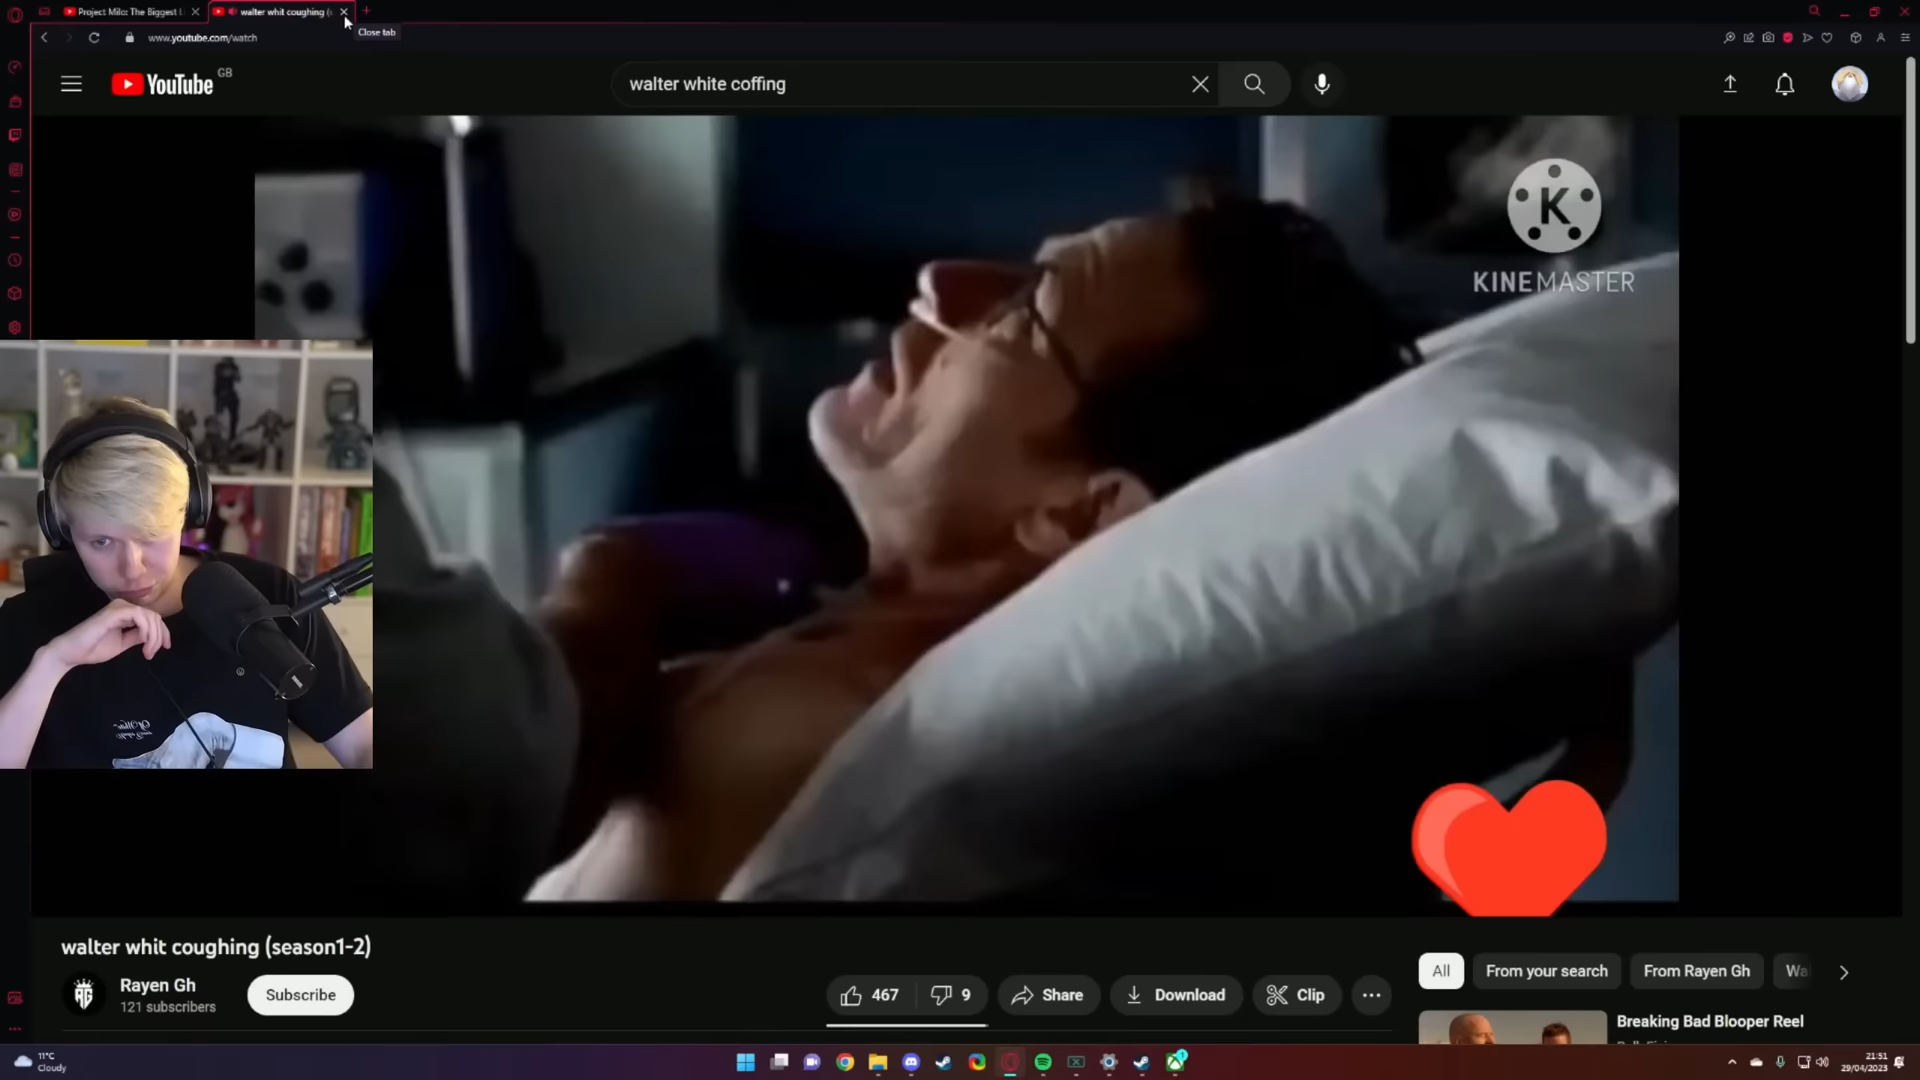 Project Milo: The Biggest
walter whit coughing (
Close tab
www.youtube.com/watch
YouTube
GB
walter white coffing
K
KINEMASTER
walter whit coughing (season1-2)
Rayen Gh
121 subscribers
Subscribe
467
9
Share
Download
Clip
All
From your search
From Rayen Gh
Wa
Breaking Bad Blooper Reel
11°C
Cloudy
21:51
29/04/2023